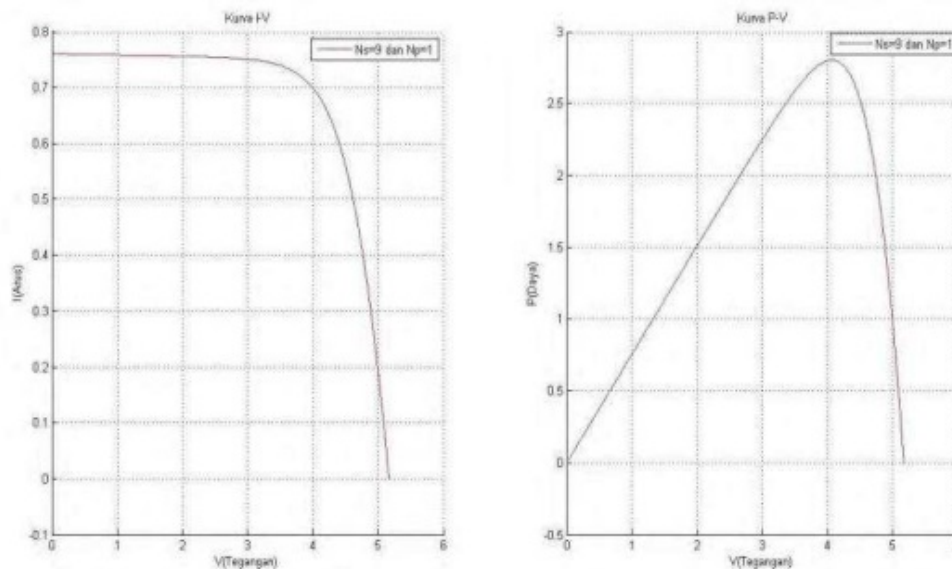 Kurva I-V
Ns=9 dan Np=1
0.8
0.7
0.6
0.5
0.4
0.3
0.2
0.1
0
-0.1
I(Arus)
0 1 2 3 4 5 6
V(Tegangan)
Kurva P-V
Ns=9 dan Np=1
3
2.5
2
1.5
1
0.5
0
-0.5
P(Daya)
0 1 2 3 4 5
V(Tegangan)